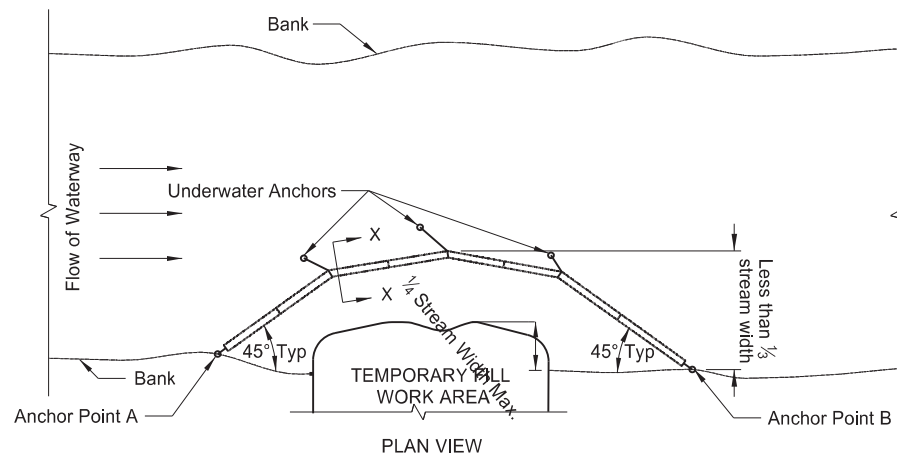 Bank
Flow of Waterway
Underwater Anchors
X
X
1/4 Stream Width Max.
Less than 1/3
stream width
45° Typ
45° Typ
Bank
TEMPORARY FILL
WORK AREA
Anchor Point A
Anchor Point B
PLAN VIEW